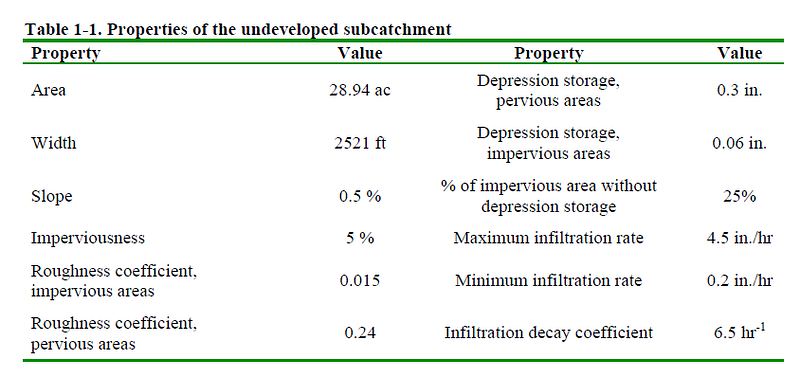 Table 1-1. Properties of the undeveloped subcatchment
Property Value Property Value
Area 28.94 ac Depression storage, pervious areas 0.3 in.
Width 2521 ft Depression storage, impervious areas 0.06 in.
Slope 0.5 % % of impervious area without depression storage 25%
Imperviousness 5 % Maximum infiltration rate 4.5 in./hr
Roughness coefficient, impervious areas 0.015 Minimum infiltration rate 0.2 in./hr
Roughness coefficient, pervious areas 0.24 Infiltration decay coefficient 6.5 hr-1